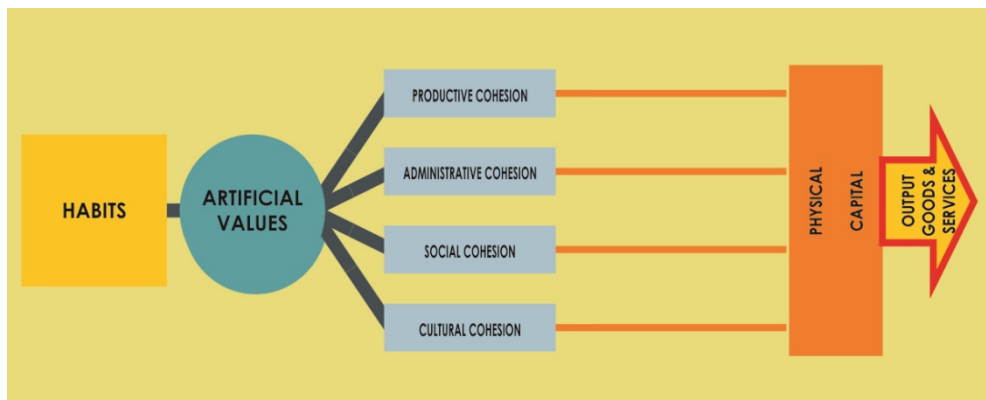 HABITS
ARTIFICIAL
VALUES
PRODUCTIVE COHESION
ADMINISTRATIVE COHESION
SOCIAL COHESION
CULTURAL COHESION
PHYSICAL
CAPITAL
OUTPUT
GOODS &
SERVICES